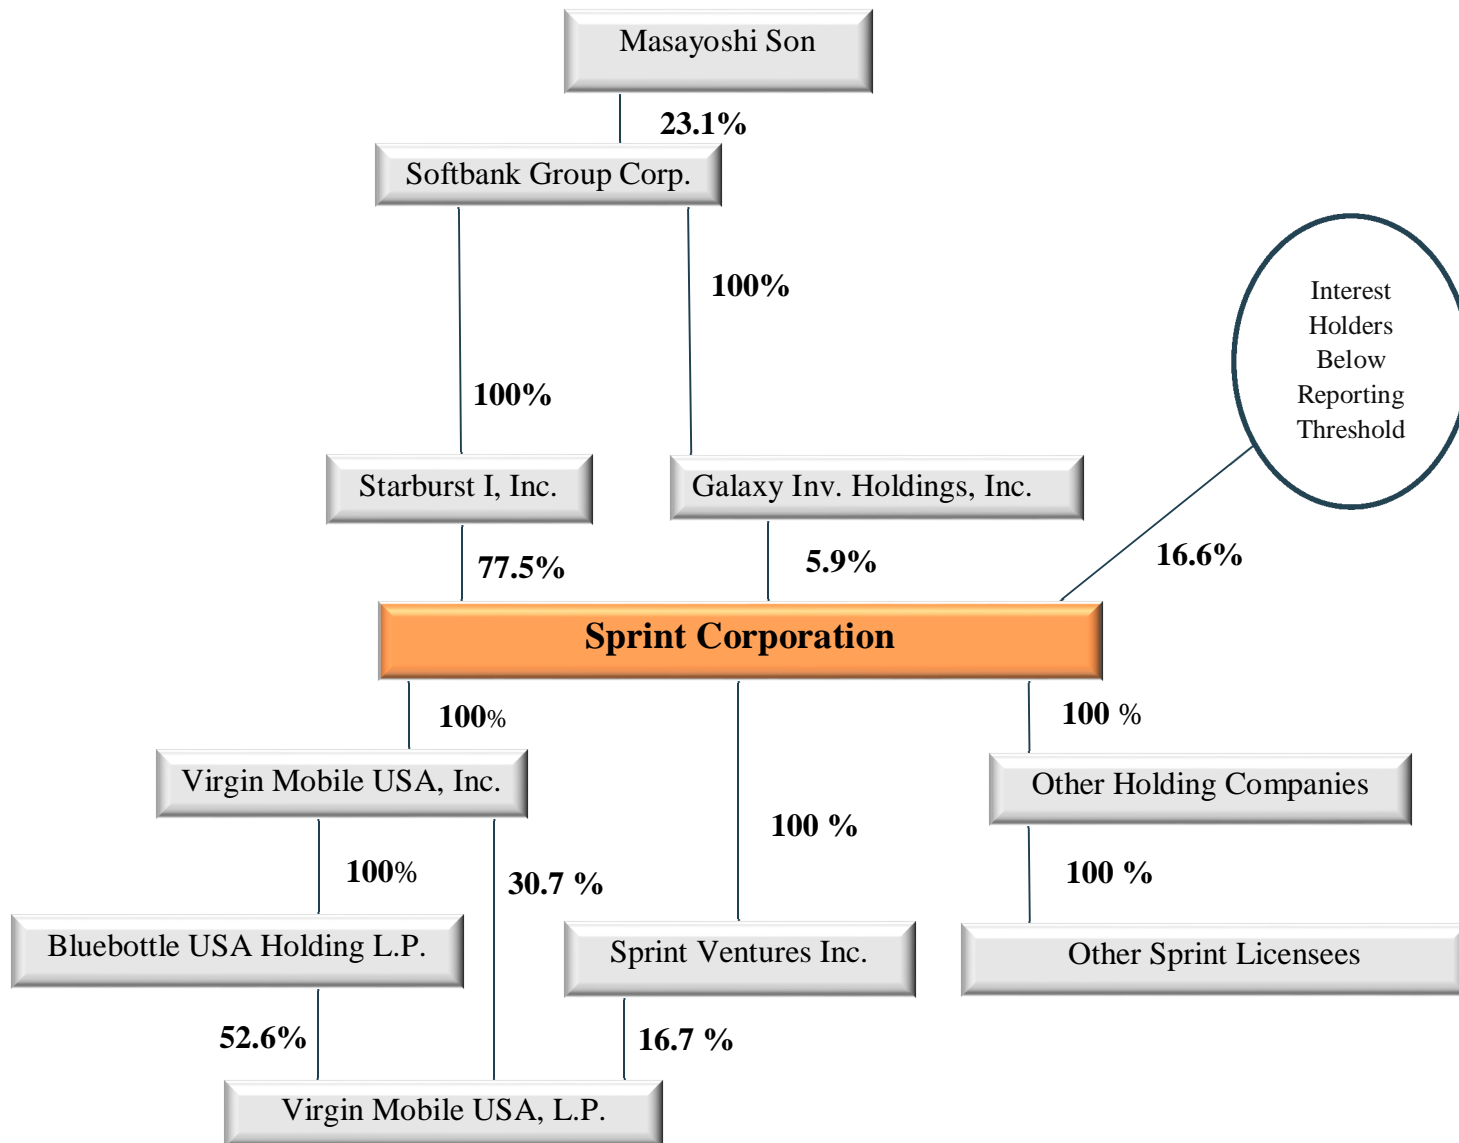 Masayoshi Son
23.1%
Softbank Group Corp.
100%
100%
Interest
Holders
Below
Reporting
Threshold
Starburst I, Inc.
Galaxy Inv. Holdings, Inc.
77.5%
5.9%
16.6%
Sprint Corporation
100%
100 %
Virgin Mobile USA, Inc.
Other Holding Companies
100 %
100%
30.7 %
100 %
Bluebottle USA Holding L.P.
Sprint Ventures Inc.
Other Sprint Licensees
52.6%
16.7 %
Virgin Mobile USA, L.P.